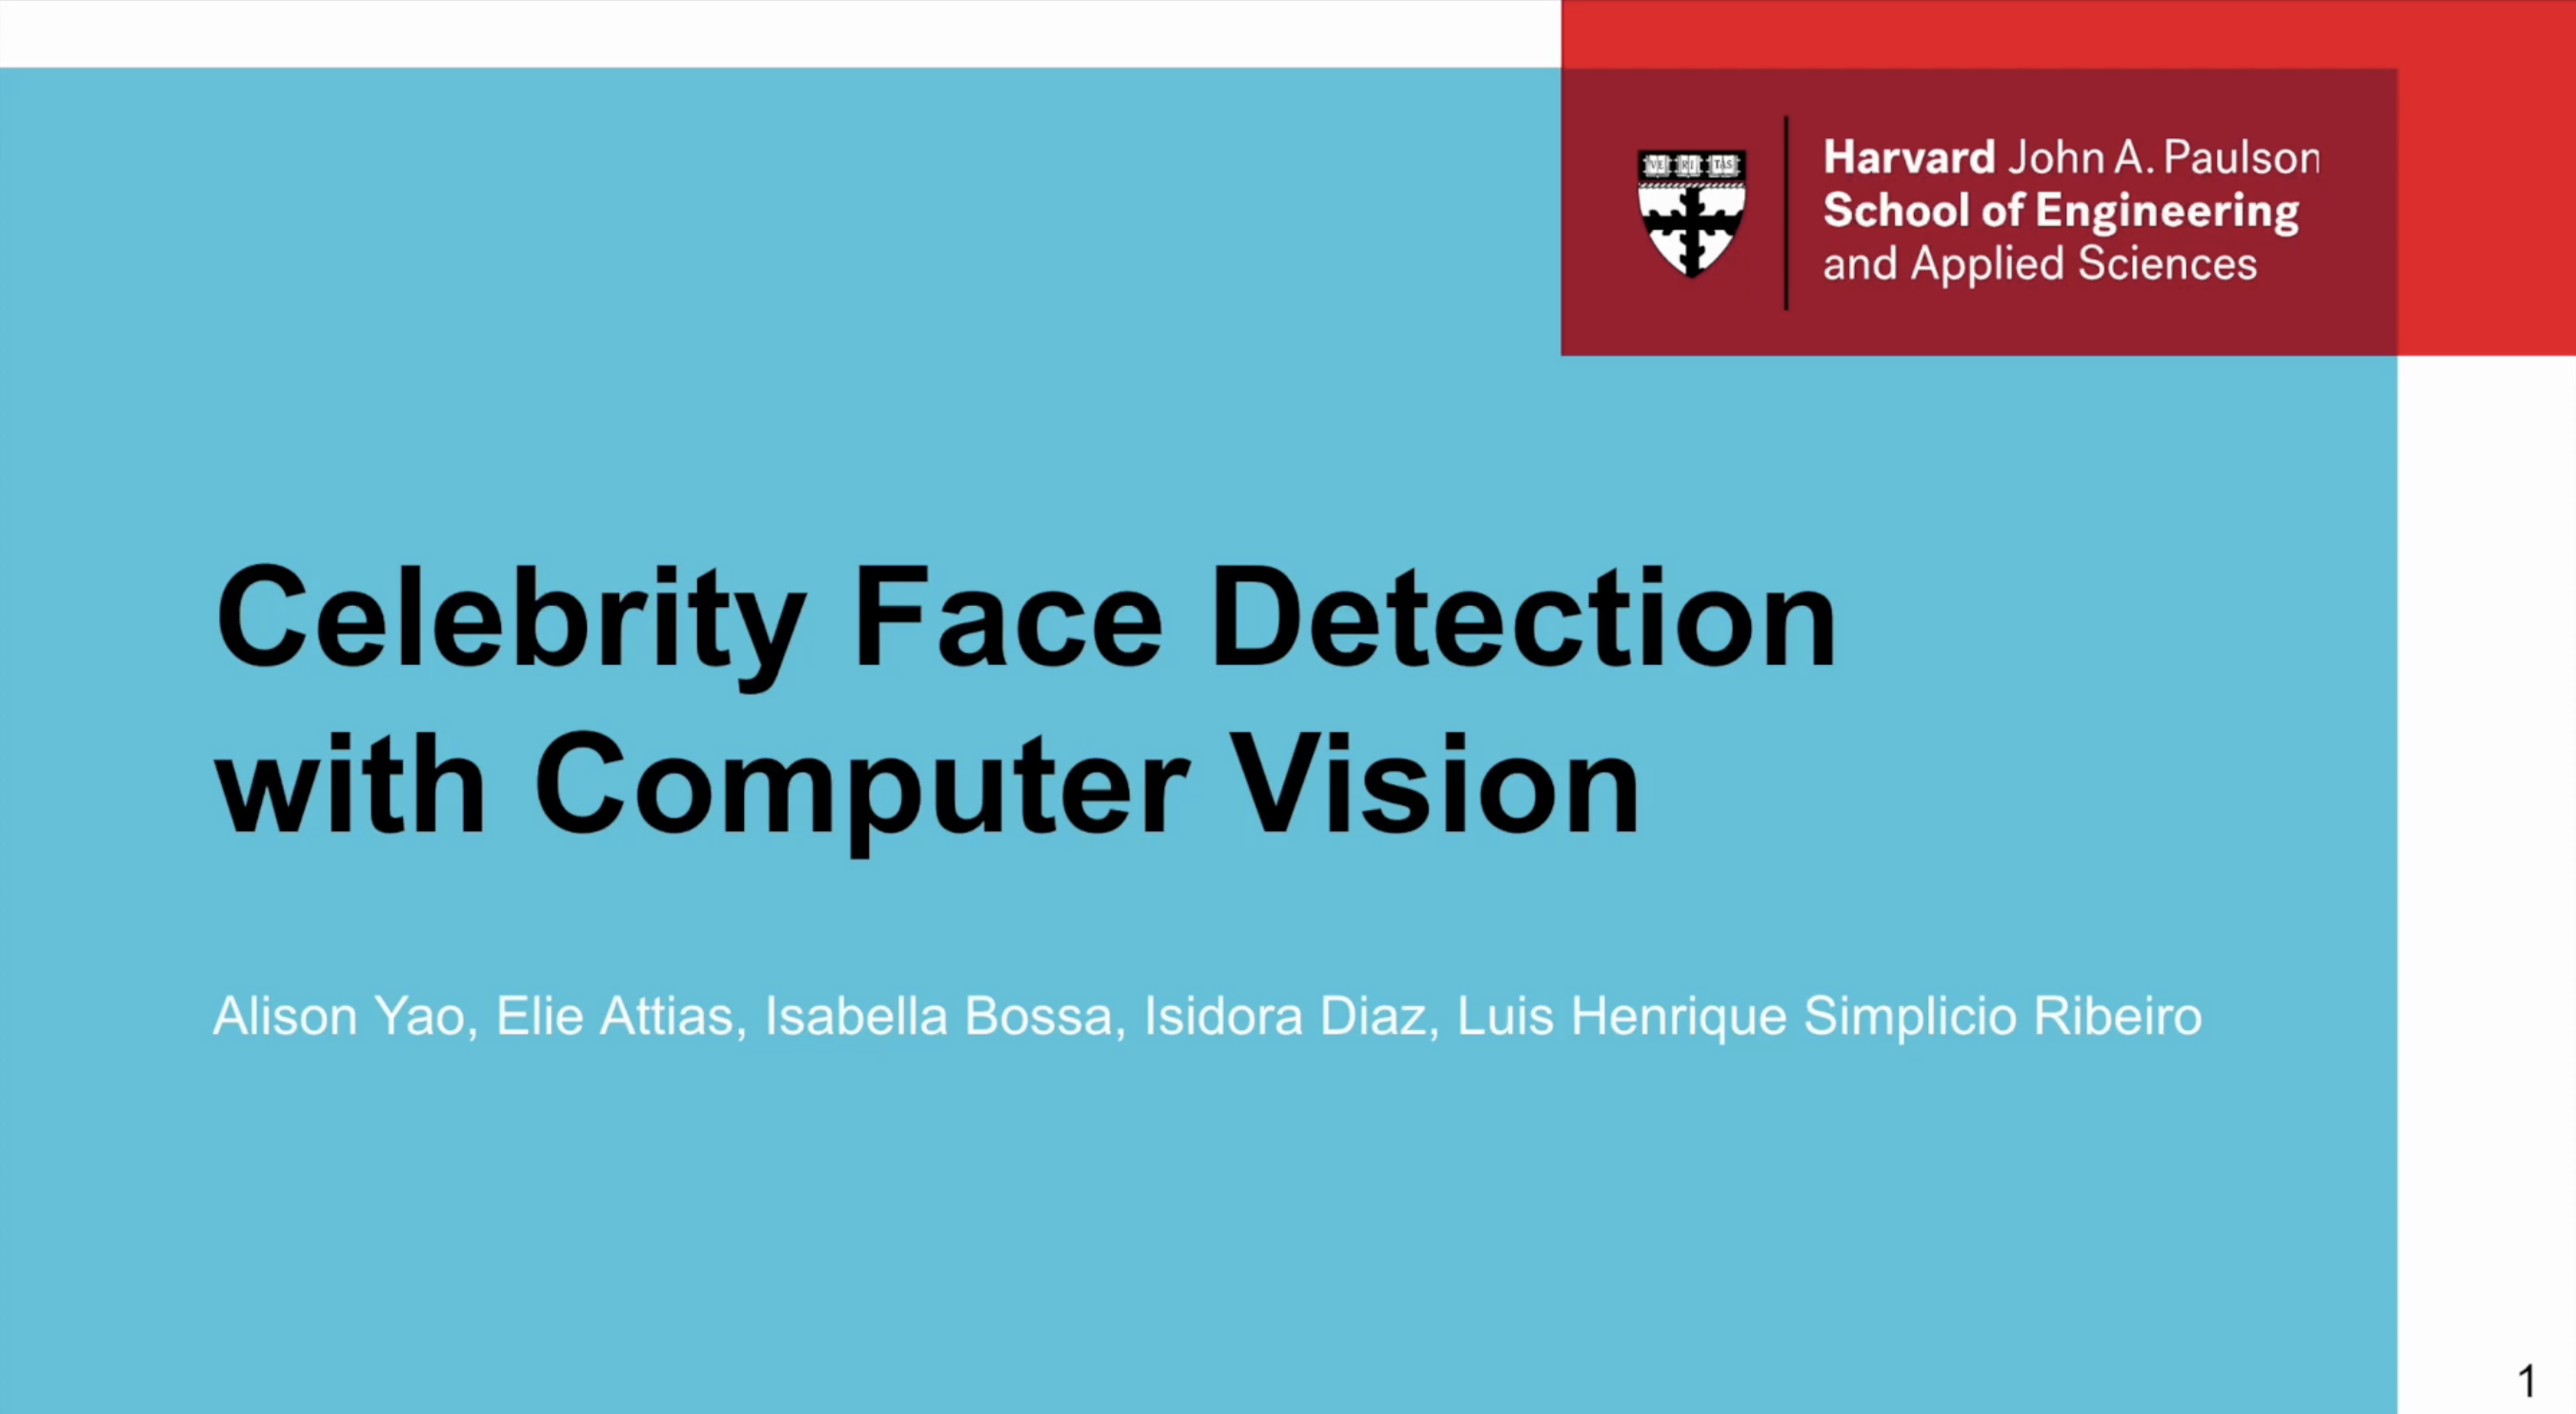 VE RI TAS
Harvard John A. Paulson
School of Engineering
and Applied Sciences
Celebrity Face Detection
with Computer Vision
Alison Yao, Elie Attias, Isabella Bossa, Isidora Diaz, Luis Henrique Simplicio Ribeiro
1